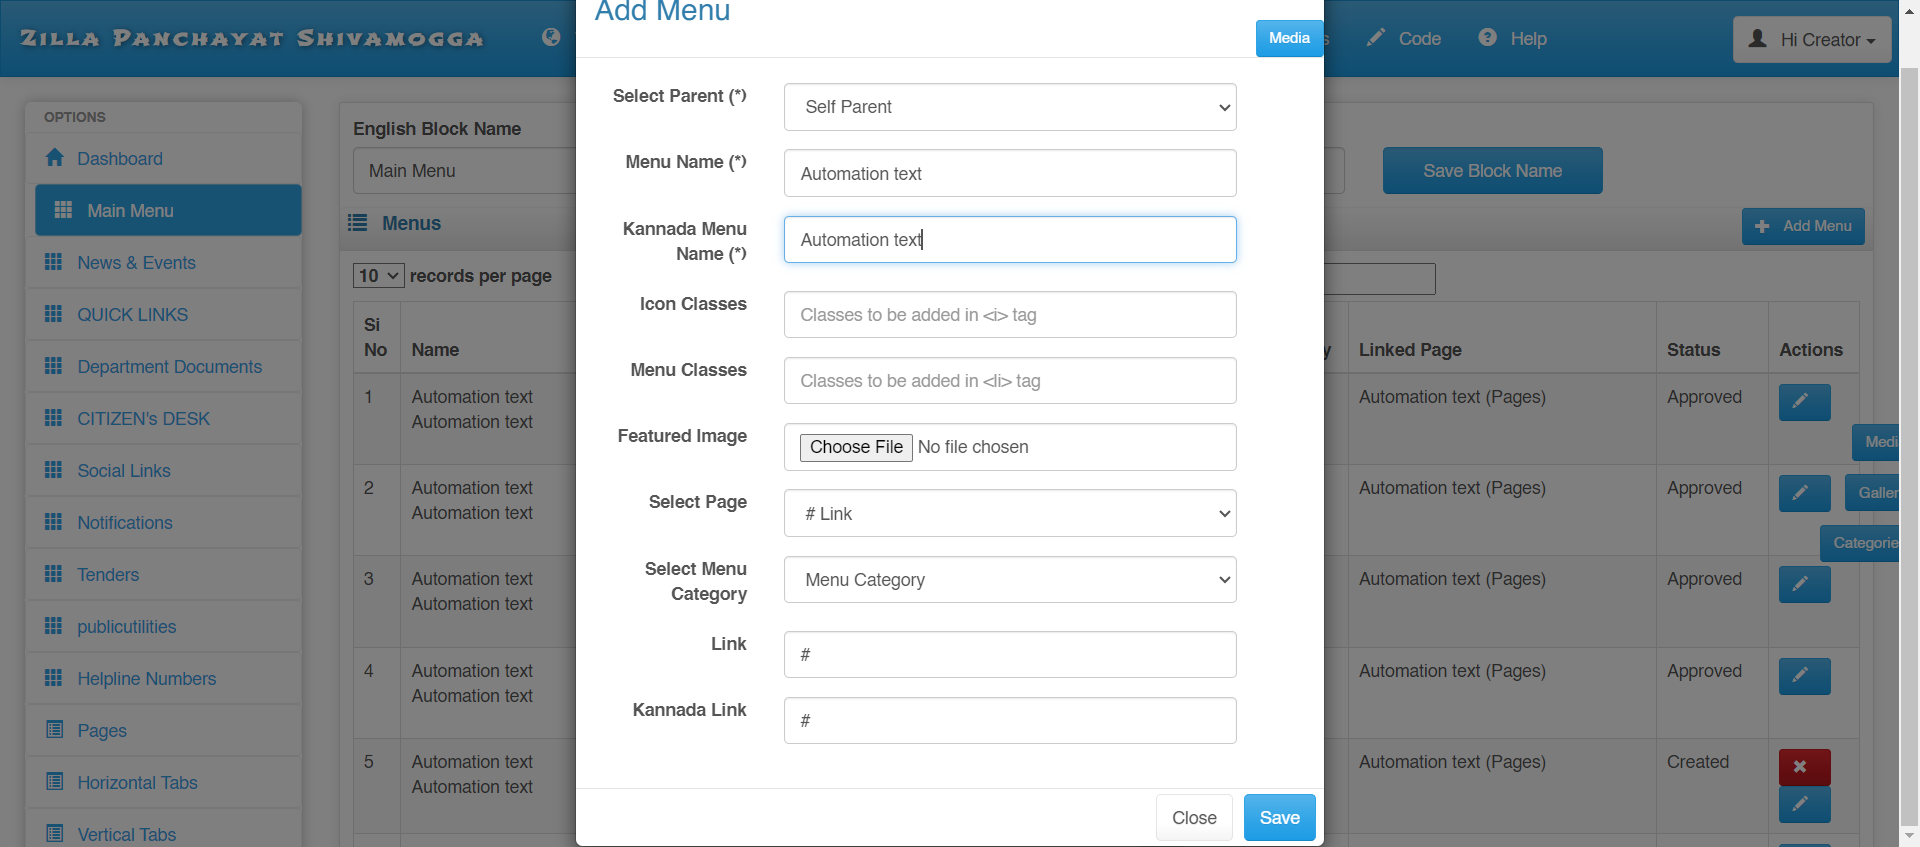 Add Menu
ZILLA PANCHAYAT SHIVAMOGGA
Media
Code
Help
Hi Creator
OPTIONS
Dashboard
Main Menu
News & Events
QUICK LINKS
Department Documents
CITIZEN's DESK
Social Links
Notifications
Tenders
publicutilities
Helpline Numbers
Pages
Horizontal Tabs
Vertical Tabs
English Block Name
Main Menu
Save Block Name
Menus
Add Menu
10 records per page
Si No
Name
Linked Page
Status
Actions
1
Automation text
Automation text
Automation text (Pages)
Approved
2
Automation text
Automation text
Automation text (Pages)
Approved
3
Automation text
Automation text
Automation text (Pages)
Approved
4
Automation text
Automation text
Automation text (Pages)
Approved
5
Automation text
Automation text
Automation text (Pages)
Created
Select Parent (*)
Self Parent
Menu Name (*)
Automation text
Kannada Menu
Name (*)
Automation text
Icon Classes
Classes to be added in <i> tag
Menu Classes
Classes to be added in <li> tag
Featured Image
Choose File No file chosen
Select Page
# Link
Select Menu
Category
Menu Category
Link
#
Kannada Link
#
Close
Save